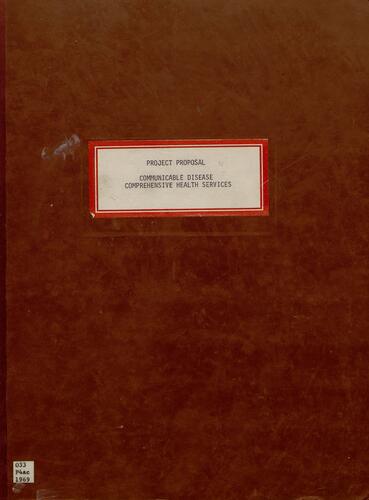 PROJECT PROPOSAL
COMMUNICABLE DISEASE
COMPREHENSIVE HEALTH SERVICES
033
P4ac
1969